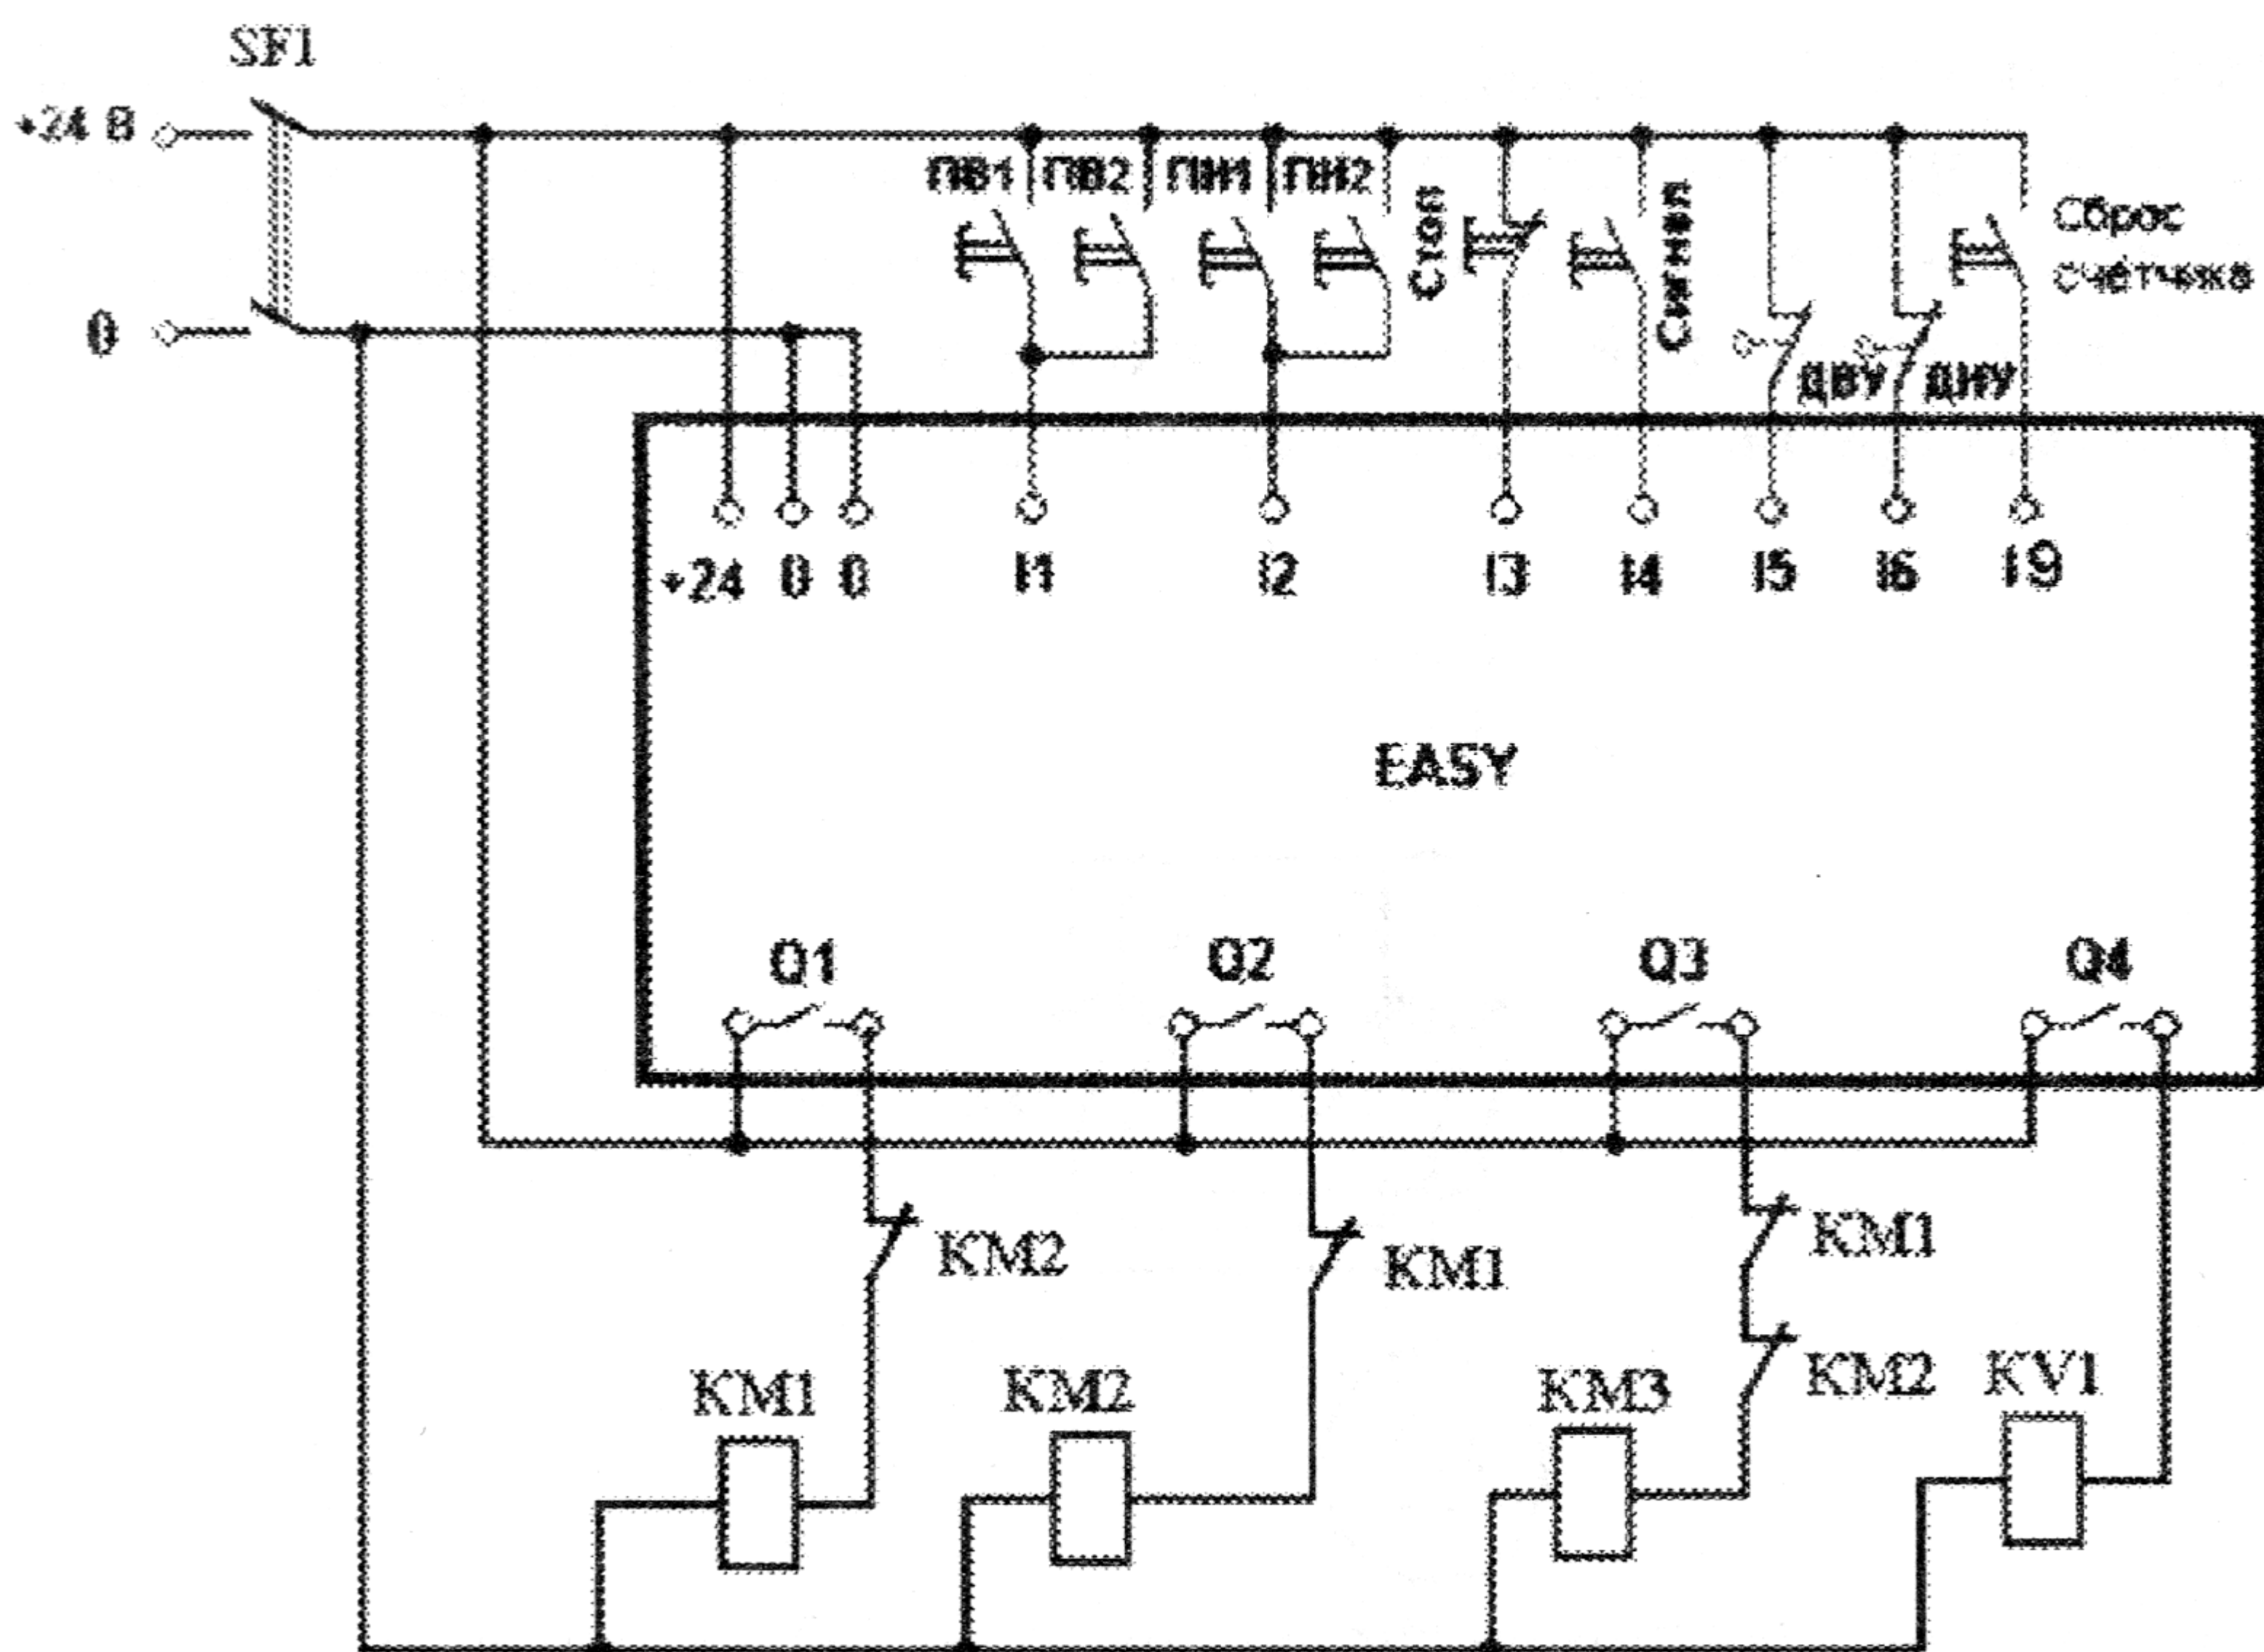 SF1
+24 В
0
ПВ1 ПВ2 ПН1 ПН2
Стоп
Сигнал
ДВУ
ДНУ
Сброс
счётчика
+24 0 0 I1 I2 I3 I4 I5 I6 I9
EASY
Q1 Q2 Q3 Q4
KM2
KM1
KM1
KM2
KM1
KM2
KM3
KV1